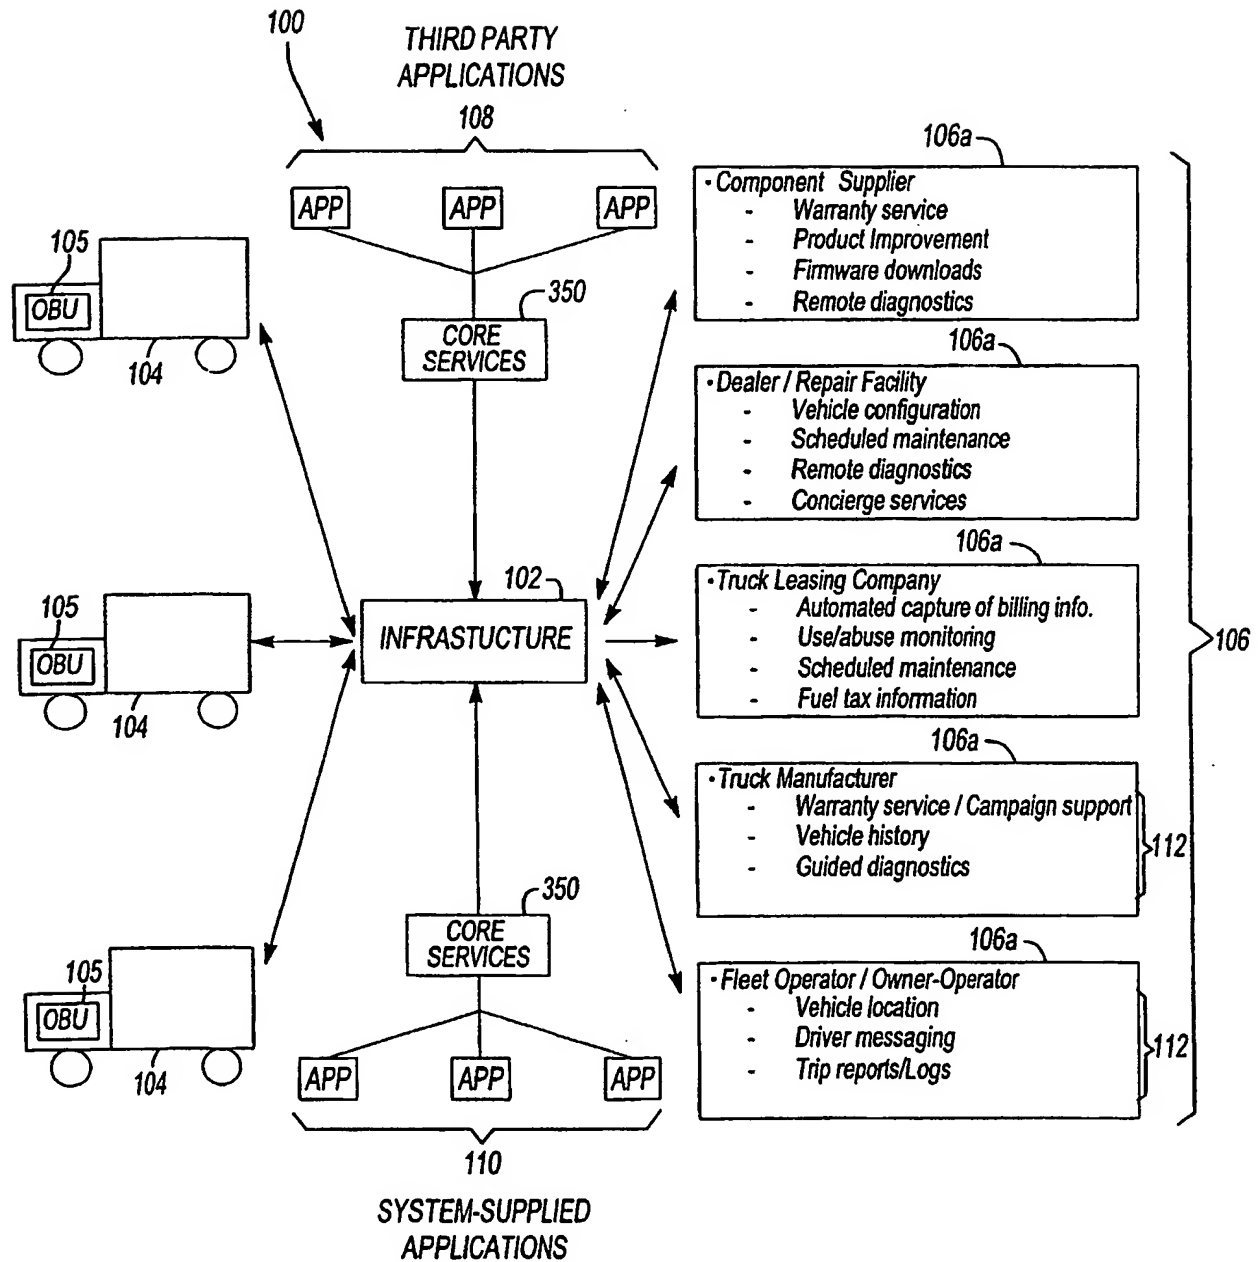 100
THIRD PARTY
APPLICATIONS
108
APP
APP
APP
350
CORE
SERVICES
105
OBU
104
105
OBU
104
105
OBU
104
102
INFRASTUCTURE
350
CORE
SERVICES
APP
APP
APP
110
SYSTEM-SUPPLIED
APPLICATIONS
106a
• Component Supplier
- Warranty service
- Product Improvement
- Firmware downloads
- Remote diagnostics
106a
• Dealer / Repair Facility
- Vehicle configuration
- Scheduled maintenance
- Remote diagnostics
- Concierge services
106a
• Truck Leasing Company
- Automated capture of billing info.
- Use/abuse monitoring
- Scheduled maintenance
- Fuel tax information
106
106a
• Truck Manufacturer
- Warranty service / Campaign support
- Vehicle history
- Guided diagnostics
112
106a
• Fleet Operator / Owner-Operator
- Vehicle location
- Driver messaging
- Trip reports/Logs
112